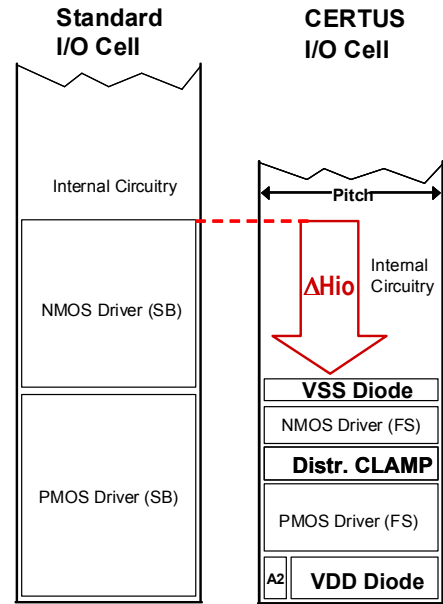 Standard
I/O Cell
CERTUS
I/O Cell
Internal Circuitry
Pitch
ΔHio
Internal
Circuitry
NMOS Driver (SB)
VSS Diode
NMOS Driver (FS)
Distr. CLAMP
PMOS Driver (SB)
PMOS Driver (FS)
A2
VDD Diode